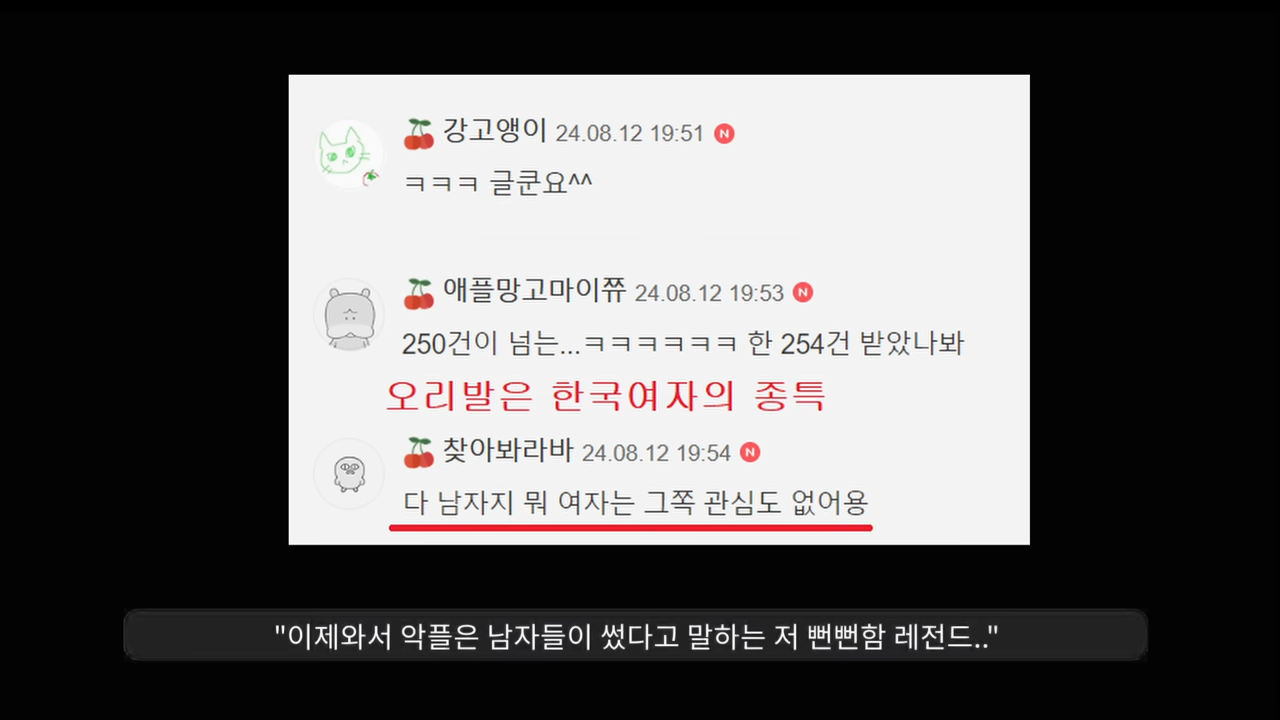 강고앵이 24.08.12 19:51 N
ㅋㅋㅋ 글쿤요^^
애플망고마이쮸 24.08.12 19:53 N
250건이 넘는...ㅋㅋㅋㅋㅋㅋ 한 254건 받았나봐
오리발은 한국여자의 종특
찾아봐라바 24.08.12 19:54 N
다 남자지 뭐 여자는 그쪽 관심도 없어용
"이제와서 악플은 남자들이 썼다고 말하는 저 뻔뻔함 레전드.."